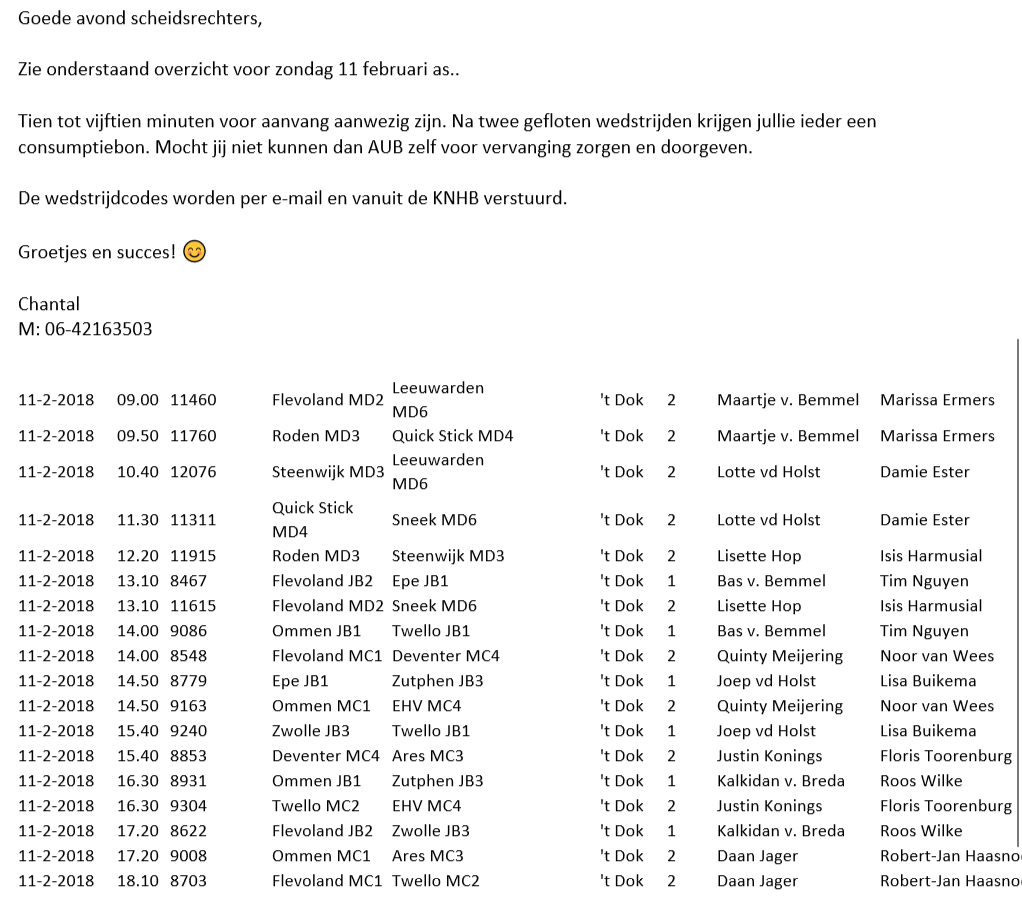 Goede avond scheidsrechters,
Zie onderstaand overzicht voor zondag 11 februari as..
Tien tot vijftien minuten voor aanvang aanwezig zijn. Na twee gefloten wedstrijden krijgen jullie ieder een
consumptiebon. Mocht jij niet kunnen dan AUB zelf voor vervanging zorgen en doorgeven.
De wedstrijdcodes worden per e-mail en vanuit de KNHB verstuurd.
Groetjes en succes! 😊
Chantal
M: 06-42163503
11-2-2018 09.00 11460 Flevoland MD2 Leeuwarden MD6 't Dok 2 Maartje v. Bemmel Marissa Ermers
11-2-2018 09.50 11760 Roden MD3 Quick Stick MD4 't Dok 2 Maartje v. Bemmel Marissa Ermers
11-2-2018 10.40 12076 Steenwijk MD3 Leeuwarden MD6 't Dok 2 Lotte vd Holst Damie Ester
11-2-2018 11.30 11311 Quick Stick MD4 Sneek MD6 't Dok 2 Lotte vd Holst Damie Ester
11-2-2018 12.20 11915 Roden MD3 Steenwijk MD3 't Dok 2 Lisette Hop Isis Harmusial
11-2-2018 13.10 8467 Flevoland JB2 Epe JB1 't Dok 1 Bas v. Bemmel Tim Nguyen
11-2-2018 13.10 11615 Flevoland MD2 Sneek MD6 't Dok 2 Lisette Hop Isis Harmusial
11-2-2018 14.00 9086 Ommen JB1 Twello JB1 't Dok 1 Bas v. Bemmel Tim Nguyen
11-2-2018 14.00 8548 Flevoland MC1 Deventer MC4 't Dok 2 Quinty Meijering Noor van Wees
11-2-2018 14.50 8779 Epe JB1 Zutphen JB3 't Dok 1 Joep vd Holst Lisa Buikema
11-2-2018 14.50 9163 Ommen MC1 EHV MC4 't Dok 2 Quinty Meijering Noor van Wees
11-2-2018 15.40 9240 Zwolle JB3 Twello JB1 't Dok 1 Joep vd Holst Lisa Buikema
11-2-2018 15.40 8853 Deventer MC4 Ares MC3 't Dok 2 Justin Konings Floris Toorenburg
11-2-2018 16.30 8931 Ommen JB1 Zutphen JB3 't Dok 1 Kalkidan v. Breda Roos Wilke
11-2-2018 16.30 9304 Twello MC2 EHV MC4 't Dok 2 Justin Konings Floris Toorenburg
11-2-2018 17.20 8622 Flevoland JB2 Zwolle JB3 't Dok 1 Kalkidan v. Breda Roos Wilke
11-2-2018 17.20 9008 Ommen MC1 Ares MC3 't Dok 2 Daan Jager Robert-Jan Haasno
11-2-2018 18.10 8703 Flevoland MC1 Twello MC2 't Dok 2 Daan Jager Robert-Jan Haasno